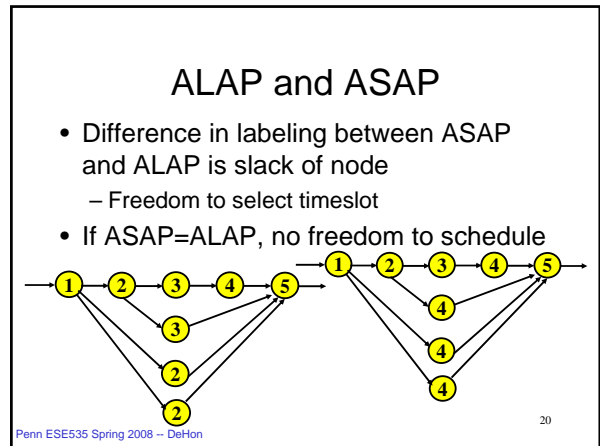 ALAP and ASAP
• Difference in labeling between ASAP
and ALAP is slack of node
– Freedom to select timeslot
• If ASAP=ALAP, no freedom to schedule
1 2 3 4 5
3
2
2
1 2 3 4 5
4
4
4
20
Penn ESE535 Spring 2008 -- DeHon